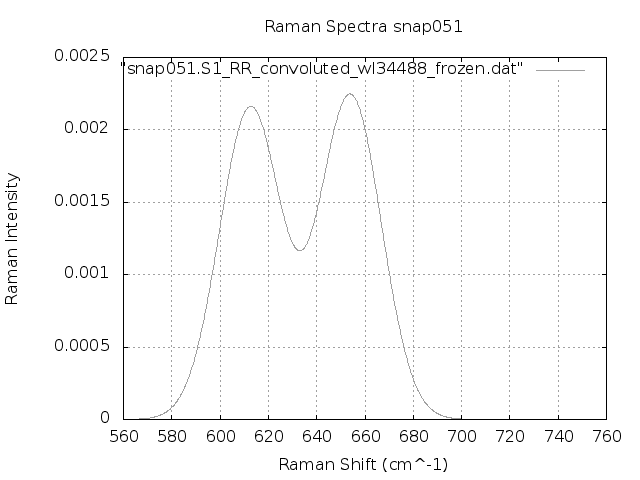 Raman Spectra snap051
"snap051.S1_RR_convoluted_wl34488_frozen.dat"
0.0025
0.002
0.0015
0.001
0.0005
0
Raman Intensity
560 580 600 620 640 660 680 700 720 740 760
Raman Shift (cm^-1)